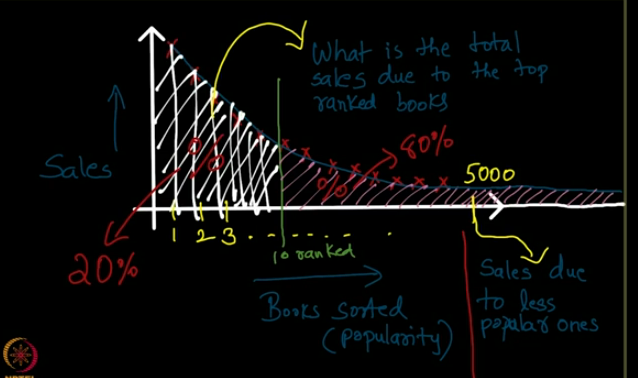 What is the total
sales due to the top
ranked books
Sales
%
20%
%
80%
5000
1 2 3
10 ranked
Books sorted
(popularity)
Sales due
to less
popular ones